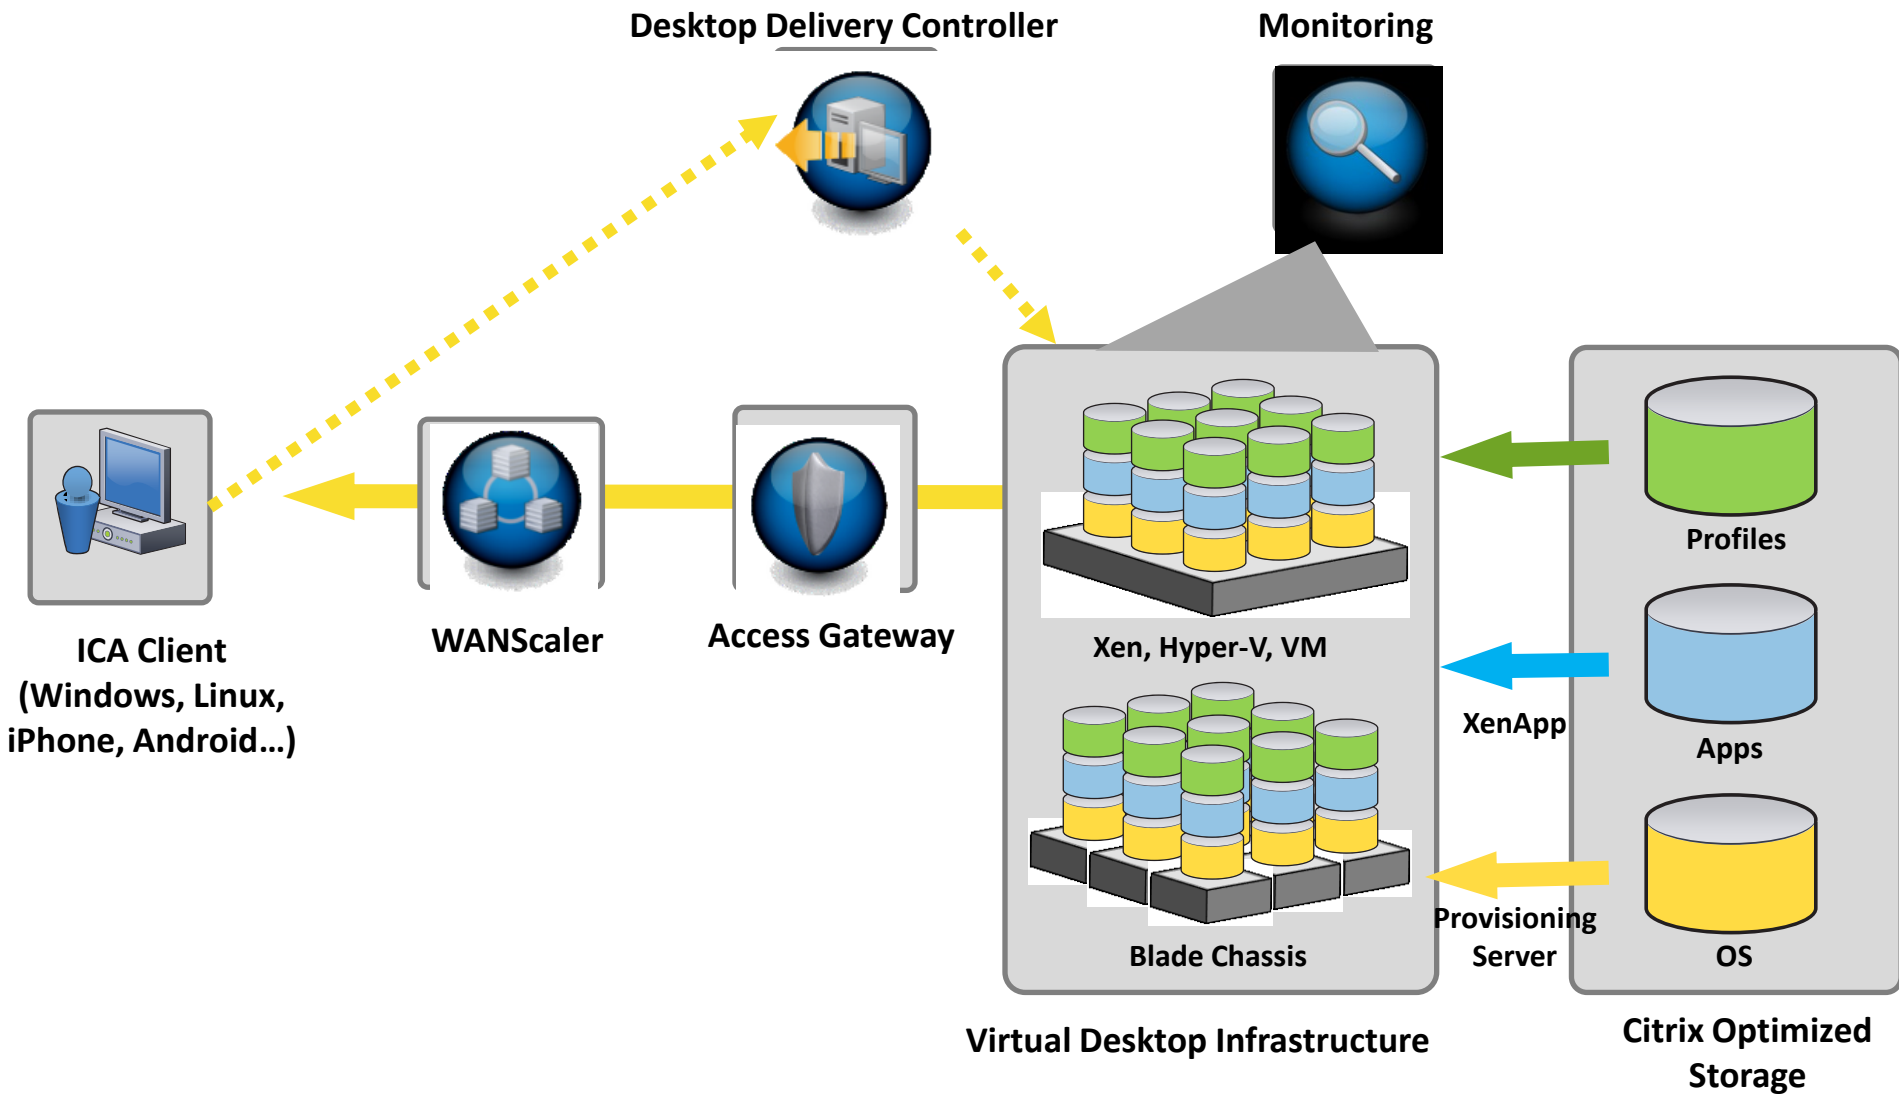 Desktop Delivery Controller
Monitoring
ICA Client
(Windows, Linux,
iPhone, Android...)
WANScaler
Access Gateway
Xen, Hyper-V, VM
Blade Chassis
Virtual Desktop Infrastructure
XenApp
Provisioning
Server
Profiles
Apps
OS
Citrix Optimized
Storage